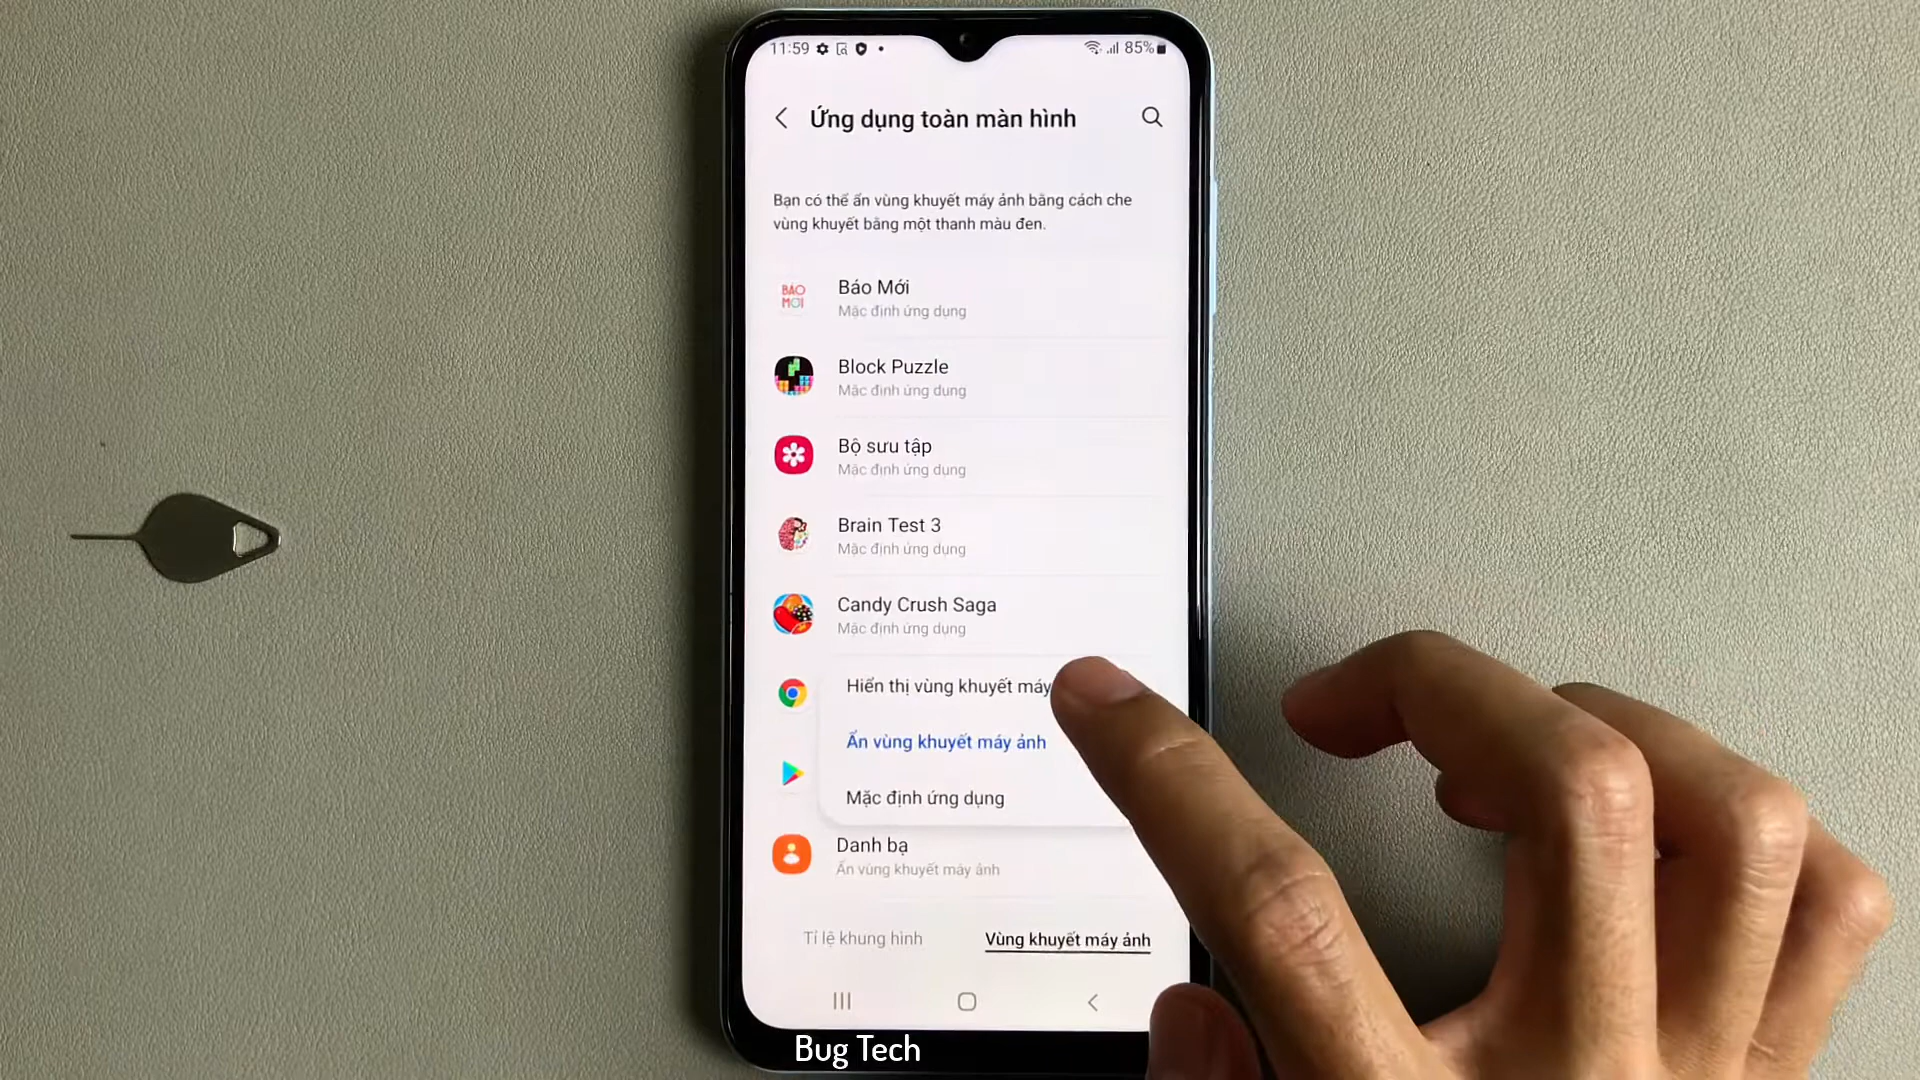 11:59
85%
Ứng dụng toàn màn hình
Bạn có thể ẩn vùng khuyết máy ảnh bằng cách che
vùng khuyết bằng một thanh màu đen.
BÁO
MỚI
Báo Mới
Mặc định ứng dụng
Block Puzzle
Mặc định ứng dụng
Bộ sưu tập
Mặc định ứng dụng
Brain Test 3
Mặc định ứng dụng
Candy Crush Saga
Mặc định ứng dụng
Hiển thị vùng khuyết máy
Ẩn vùng khuyết máy ảnh
Mặc định ứng dụng
Danh bạ
Ẩn vùng khuyết máy ảnh
Tỉ lệ khung hình
Vùng khuyết máy ảnh
Bug Tech